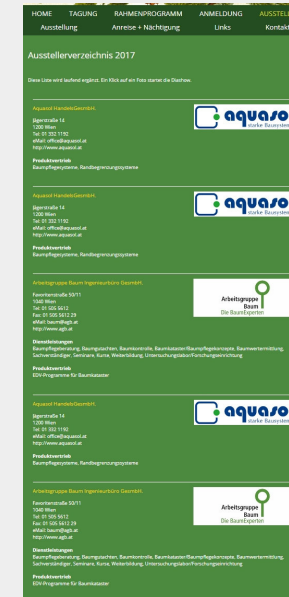 HOME TAGUNG RAHMENPROGRAMM ANMELDUNG AUSSTELL
Ausstellung Anreise + Nächtigung Links Kontakt
Ausstellerverzeichnis 2017
Diese Liste wird laufend ergänzt. Ein Klick auf ein Foto startet die Diashow.
Aquasol HandelsGesmbH.
Jägerstraße 14
1200 Wien
Tel: 01 332 1192
eMail: office@aquasol.at
http://www.aquasol.at
Produktvertrieb
Baumpflegesysteme, Randbegrenzungssysteme
aquaso
starke Bausystem
Aquasol HandelsGesmbH.
Jägerstraße 14
1200 Wien
Tel: 01 332 1192
eMail: office@aquasol.at
http://www.aquasol.at
Produktvertrieb
Baumpflegesysteme, Randbegrenzungssysteme
aquaso
starke Bausystem
Arbeitsgruppe Baum Ingenieurbüro GesmbH.
Favoritenstraße 50/11
1040 Wien
Tel: 01 505 5612
Fax: 01 505 5612 29
eMail: baum@agb.at
http://www.agb.at
Dienstleistungen
Baumpflegeberatung, Baumgutachten, Baumkontrolle, Baumkataster/Baumpflegekonzepte, Baumwertermittlung,
Sachverständiger, Seminare, Kurse, Weiterbildung, Untersuchungslabor/Forschungseinrichtung
Produktvertrieb
EDV-Programme für Baumkataster
Arbeitsgruppe
Baum
Die BaumExperten
Aquasol HandelsGesmbH.
Jägerstraße 14
1200 Wien
Tel: 01 332 1192
eMail: office@aquasol.at
http://www.aquasol.at
Produktvertrieb
Baumpflegesysteme, Randbegrenzungssysteme
aquaso
starke Bausystem
Arbeitsgruppe Baum Ingenieurbüro GesmbH.
Favoritenstraße 50/11
1040 Wien
Tel: 01 505 5612
Fax: 01 505 5612 29
eMail: baum@agb.at
http://www.agb.at
Dienstleistungen
Baumpflegeberatung, Baumgutachten, Baumkontrolle, Baumkataster/Baumpflegekonzepte, Baumwertermittlung,
Sachverständiger, Seminare, Kurse, Weiterbildung, Untersuchungslabor/Forschungseinrichtung
Produktvertrieb
EDV-Programme für Baumkataster
Arbeitsgruppe
Baum
Die BaumExperten